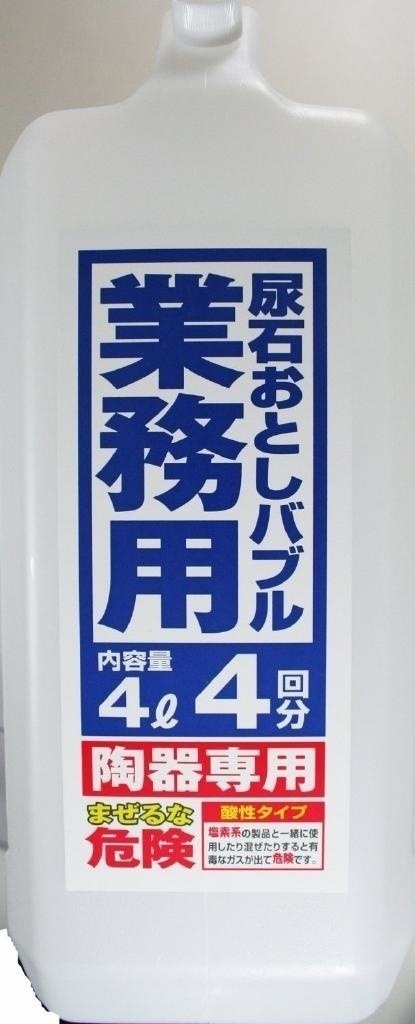 尿石おとしバブル
業務用
内容量
4ℓ
4回分
陶器専用
まぜるな
危険
酸性タイプ
塩素系の製品と一緒に使
用したり混ぜたりすると有
毒なガスが出て危険です。